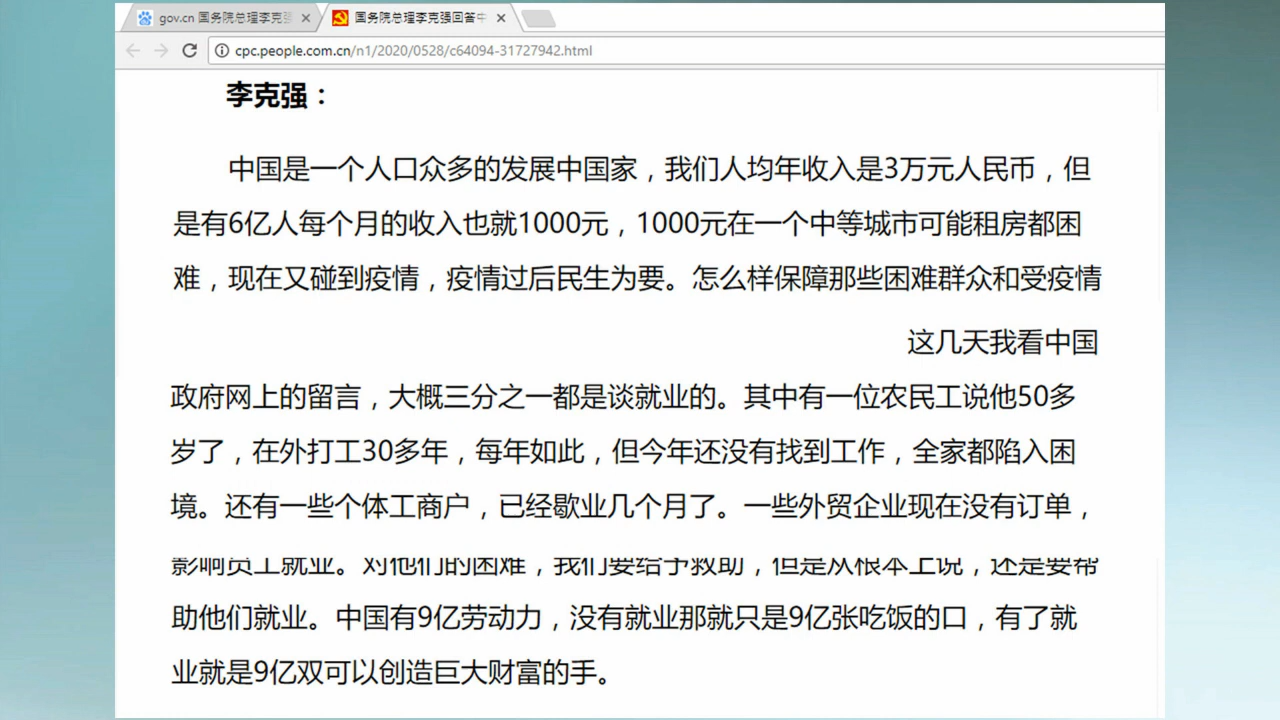 gov.cn 国务院总理李克强
国务院总理李克强回答中
cpc.people.com.cn/n1/2020/0528/c64094-31727942.html
李克强：
中国是一个人口众多的发展中国家，我们人均年收入是3万元人民币，但
是有6亿人每个月的收入也就1000元，1000元在一个中等城市可能租房都困
难，现在又碰到疫情，疫情过后民生为要。怎么样保障那些困难群众和受疫情
这几天我看中国
政府网上的留言，大概三分之一都是谈就业的。其中有一位农民工说他50多
岁了，在外打工30多年，每年如此，但今年还没有找到工作，全家都陷入困
境。还有一些个体工商户，已经歇业几个月了。一些外贸企业现在没有订单，
影响员工就业。对他们的困难，我们要给予救助，但是从根本上说，还是要帮
助他们就业。中国有9亿劳动力，没有就业那就只是9亿张吃饭的口，有了就
业就是9亿双可以创造巨大财富的手。